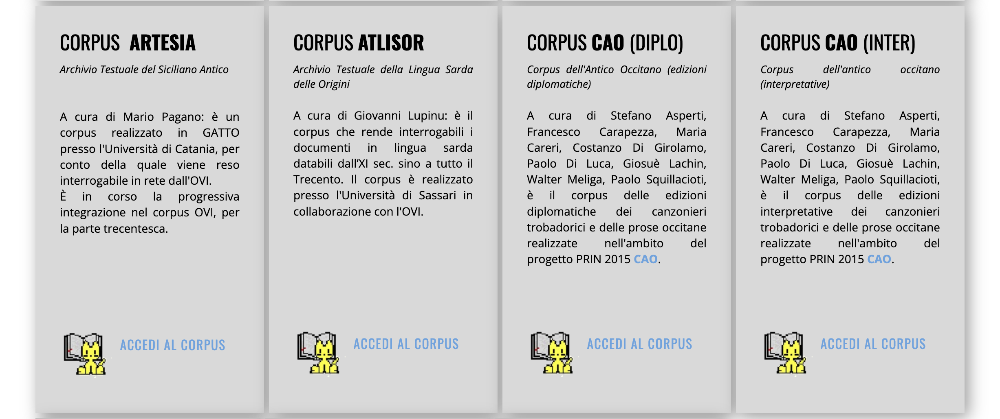 CORPUS ARTESIA
Archivio Testuale del Siciliano Antico
A cura di Mario Pagano: è un
corpus realizzato in GATTO
presso l'Università di Catania, per
conto della quale viene reso
interrogabile in rete dall'OVI.
È in corso la progressiva
integrazione nel corpus OVI, per
la parte trecentesca.
ACCEDI AL CORPUS
CORPUS ATLISOR
Archivio Testuale della Lingua Sarda
delle Origini
A cura di Giovanni Lupinu: è il
corpus che rende interrogabili i
documenti in lingua sarda
databili dall’XI sec. sino a tutto il
Trecento. Il corpus è realizzato
presso l'Università di Sassari in
collaborazione con l'OVI.
ACCEDI AL CORPUS
CORPUS CAO (DIPLO)
Corpus dell'Antico Occitano (edizioni
diplomatiche)
A cura di Stefano Asperti,
Francesco Carapezza, Maria
Careri, Costanzo Di Girolamo,
Paolo Di Luca, Giosuè Lachin,
Walter Meliga, Paolo Squillacioti,
è il corpus delle edizioni
diplomatiche dei canzonieri
trobadorici e delle prose occitane
realizzate nell'ambito del
progetto PRIN 2015 CAO.
ACCEDI AL CORPUS
CORPUS CAO (INTER)
Corpus dell'antico occitano
(interpretative)
A cura di Stefano Asperti,
Francesco Carapezza, Maria
Careri, Costanzo Di Girolamo,
Paolo Di Luca, Giosuè Lachin,
Walter Meliga, Paolo Squillacioti,
è il corpus delle edizioni
interpretative dei canzonieri
trobadorici e delle prose occitane
realizzate nell'ambito del
progetto PRIN 2015 CAO.
ACCEDI AL CORPUS